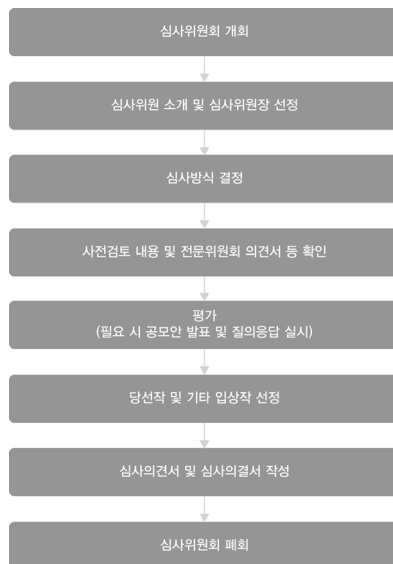 심사위원회 개회
심사위원 소개 및 심사위원장 선정
심사방식 결정
사전검토 내용 및 전문위원회 의견서 등 확인
평가
(필요 시 공모안 발표 및 질의응답 실시)
당선작 및 기타 입상작 선정
심사의견서 및 심사의결서 작성
심사위원회 폐회